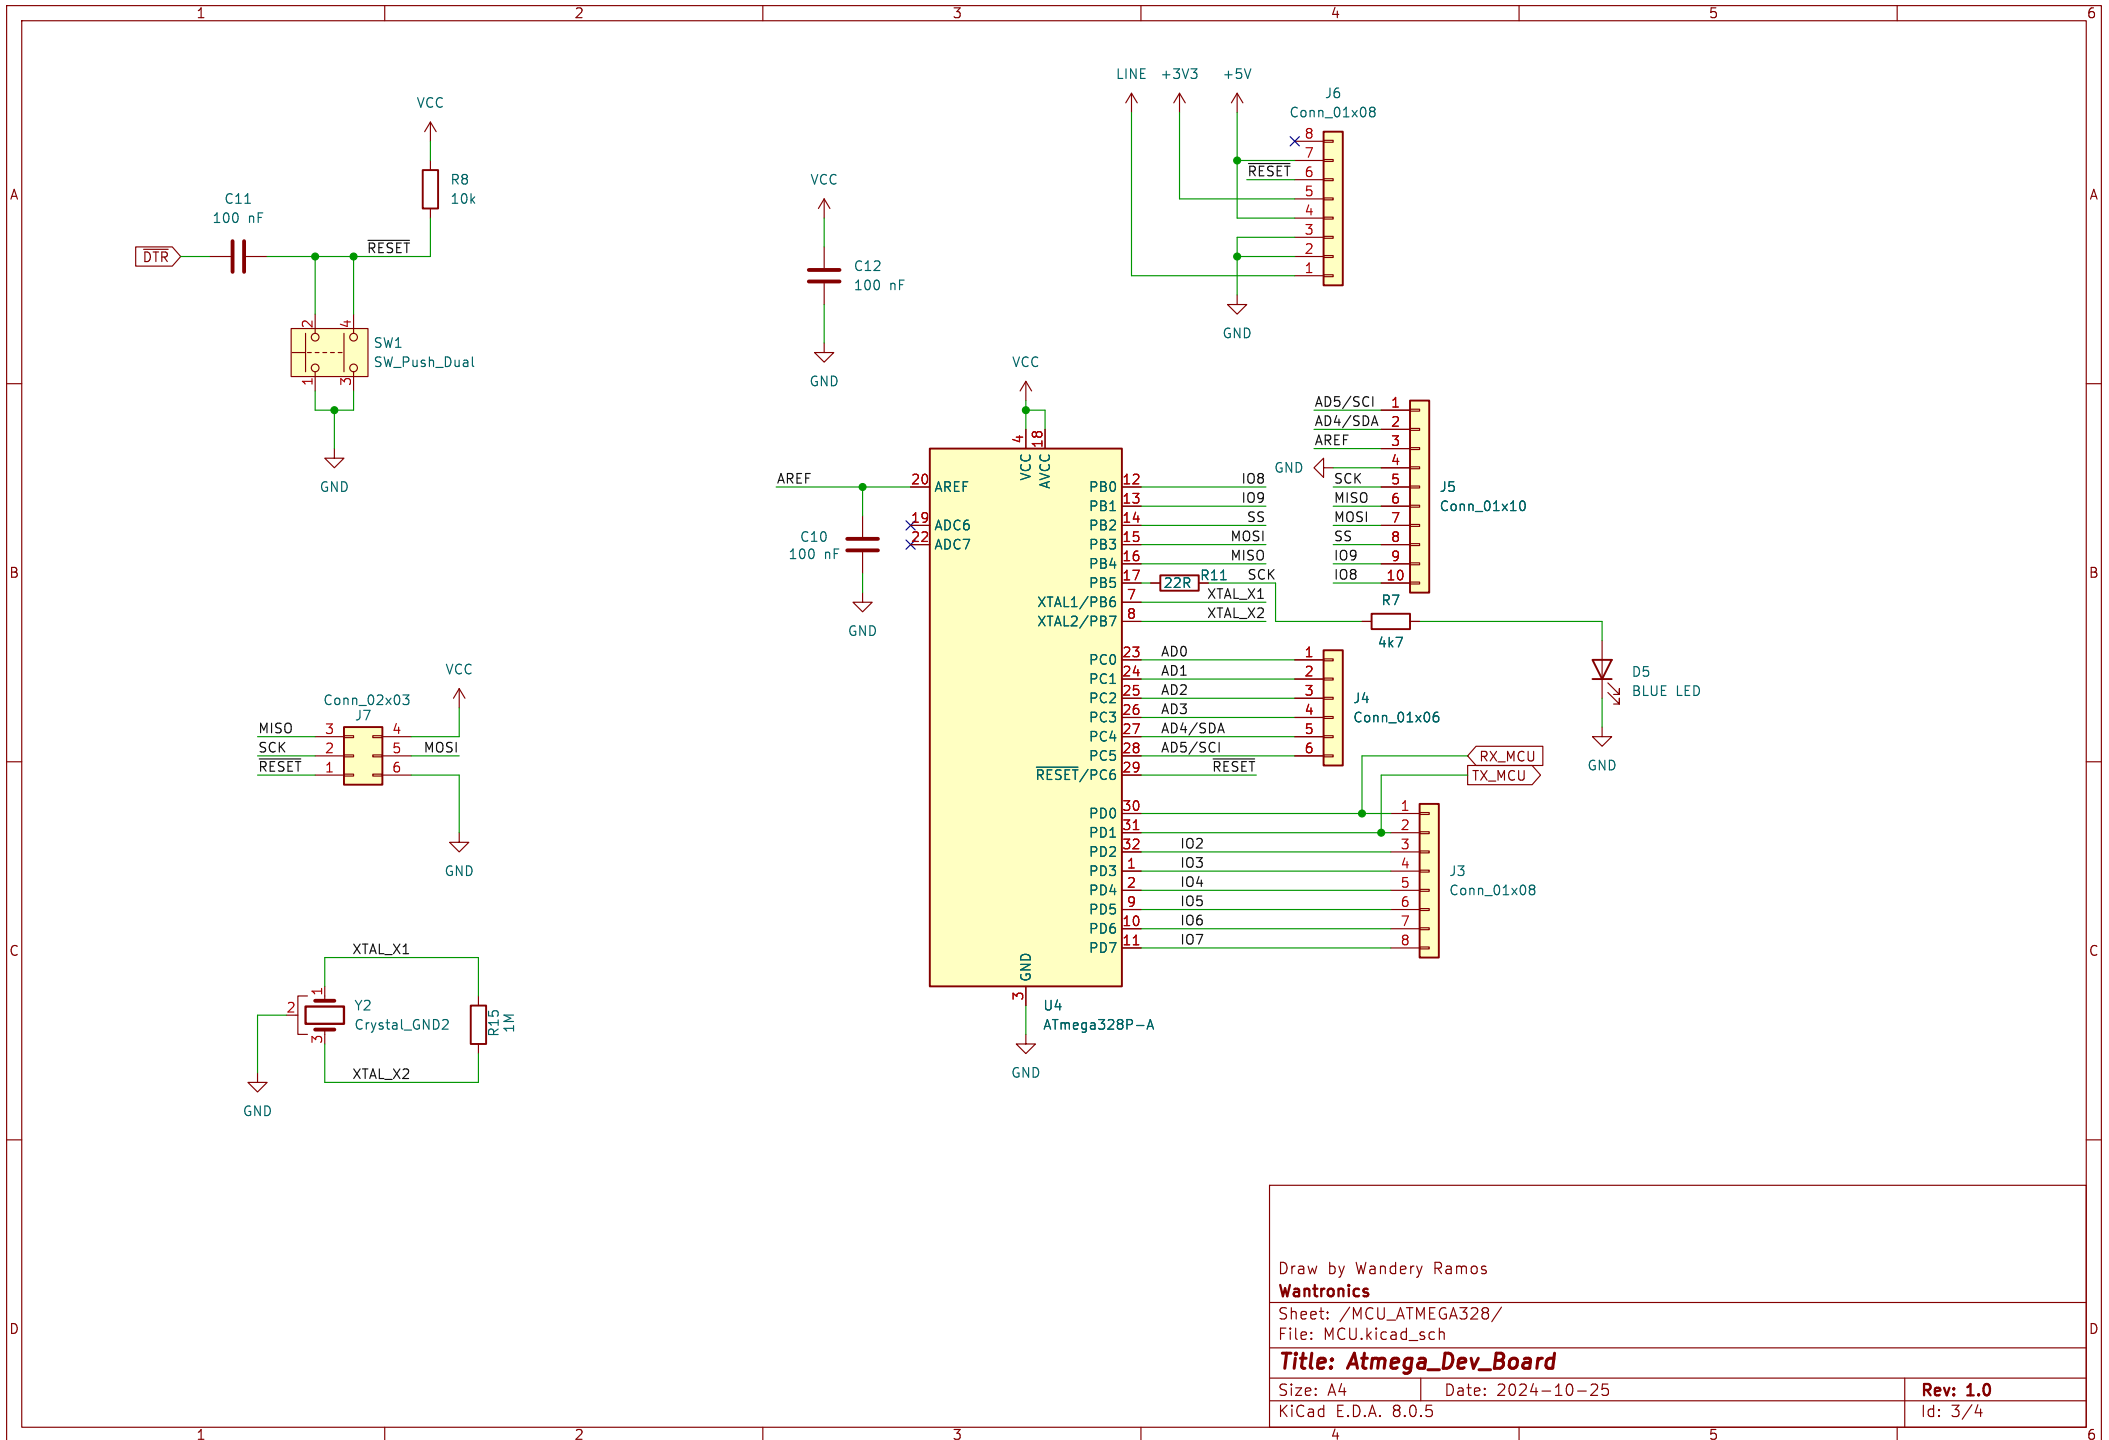 1 2 3 4 5 6
A
B
C
D
A
B
C
D
1 2 3 4 5 6
VCC
R8
10k
C11
100 nF
DTR
RESET
2 4
SW1
SW_Push_Dual
1 3
GND
VCC
C12
100 nF
GND
LINE +3V3 +5V
J6
Conn_01x08
8
7
RESET 6
5
4
3
2
1
GND
VCC
4 18
VCC AVCC
AREF 20 AREF
19 ADC6
22 ADC7
C10
100 nF
GND
PB0 12 IO8
PB1 13 IO9
PB2 14 SS
PB3 15 MOSI
PB4 16 MISO
PB5 17 22R R11 SCK
XTAL1/PB6 7 XTAL_X1
XTAL2/PB7 8 XTAL_X2
PC0 23 AD0 1
PC1 24 AD1 2
PC2 25 AD2 3
PC3 26 AD3 4
PC4 27 AD4/SDA 5
PC5 28 AD5/SCI 6
RESET/PC6 29 RESET
J4
Conn_01x06
PD0 30 1
PD1 31 2
PD2 32 IO2 3
PD3 1 IO3 4
PD4 2 IO4 5
PD5 9 IO5 6
PD6 10 IO6 7
PD7 11 IO7 8
J3
Conn_01x08
RX_MCU
TX_MCU
GND
3
U4
ATmega328P-A
GND
AD5/SCI 1
AD4/SDA 2
AREF 3
GND 4
SCK 5
MISO 6
MOSI 7
SS 8
IO9 9
IO8 10
J5
Conn_01x10
R7
4k7
D5
BLUE LED
GND
VCC
Conn_02x03
J7
MISO 3 4
SCK 2 5 MOSI
RESET 1 6
GND
XTAL_X1
1
2
3
Y2
Crystal_GND2
R15
1M
XTAL_X2
GND
Draw by Wandery Ramos
Wantronics
Sheet: /MCU_ATMEGA328/
File: MCU.kicad_sch
Title: Atmega_Dev_Board
Size: A4 Date: 2024-10-25 Rev: 1.0
KiCad E.D.A. 8.0.5 Id: 3/4